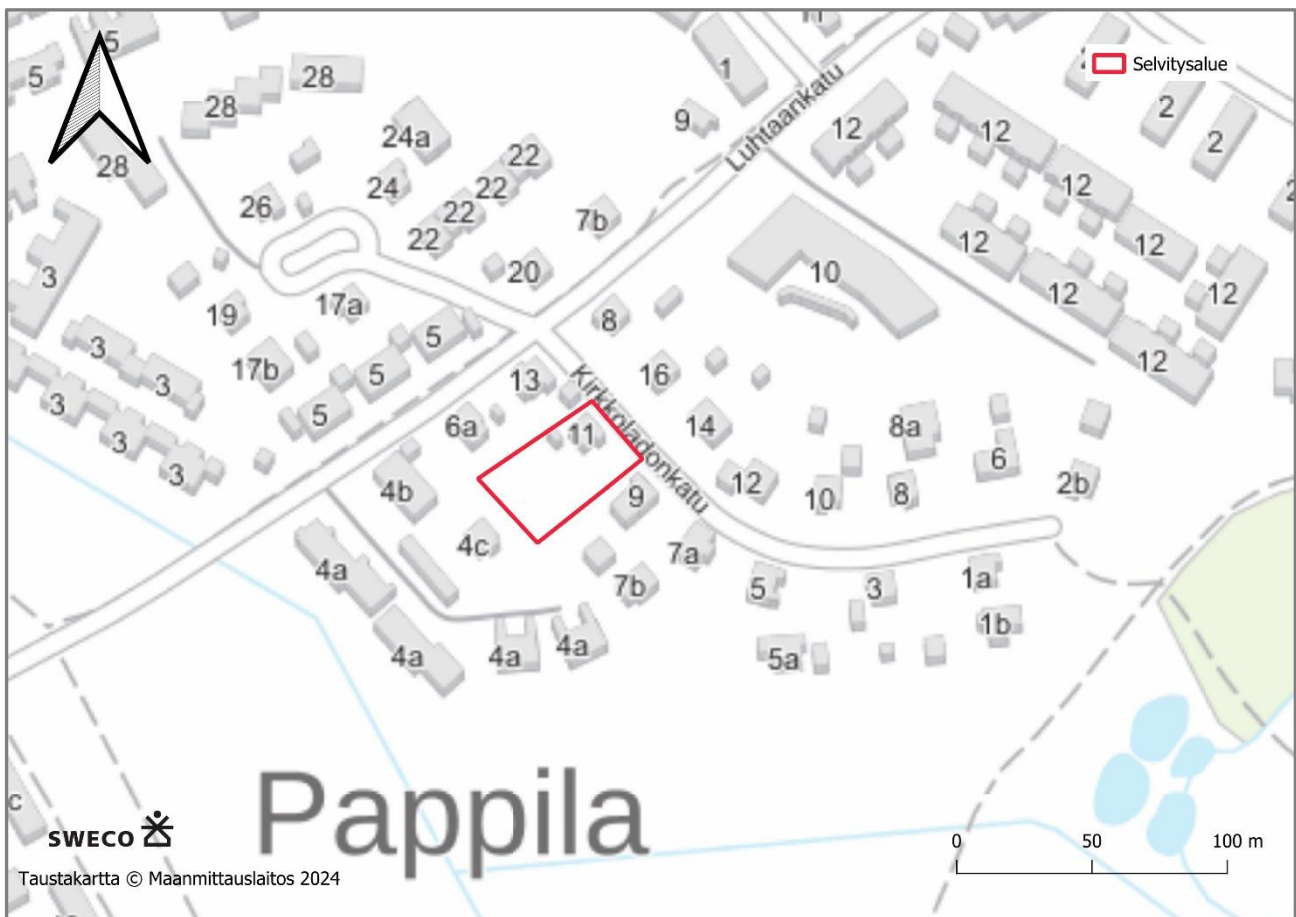 Selvitysalue
5
5
28
28
28
24a
24
26
22
22
22
22
7b
20
9
1
12
12
12
12
12
12
12
12
2
2
Luhtaankatu
3
19
17a
17b
5
5
5
3
3
3
3
3
8
10
13
16
Kirkkoladonkatu
6a
11
14
8a
6
2b
4b
9
12
10
8
4c
7a
7b
5
3
1a
1b
5a
4a
4a
4a
4a
Pappila
c
SWECO
Taustakartta © Maanmittauslaitos 2024
0 50 100 m